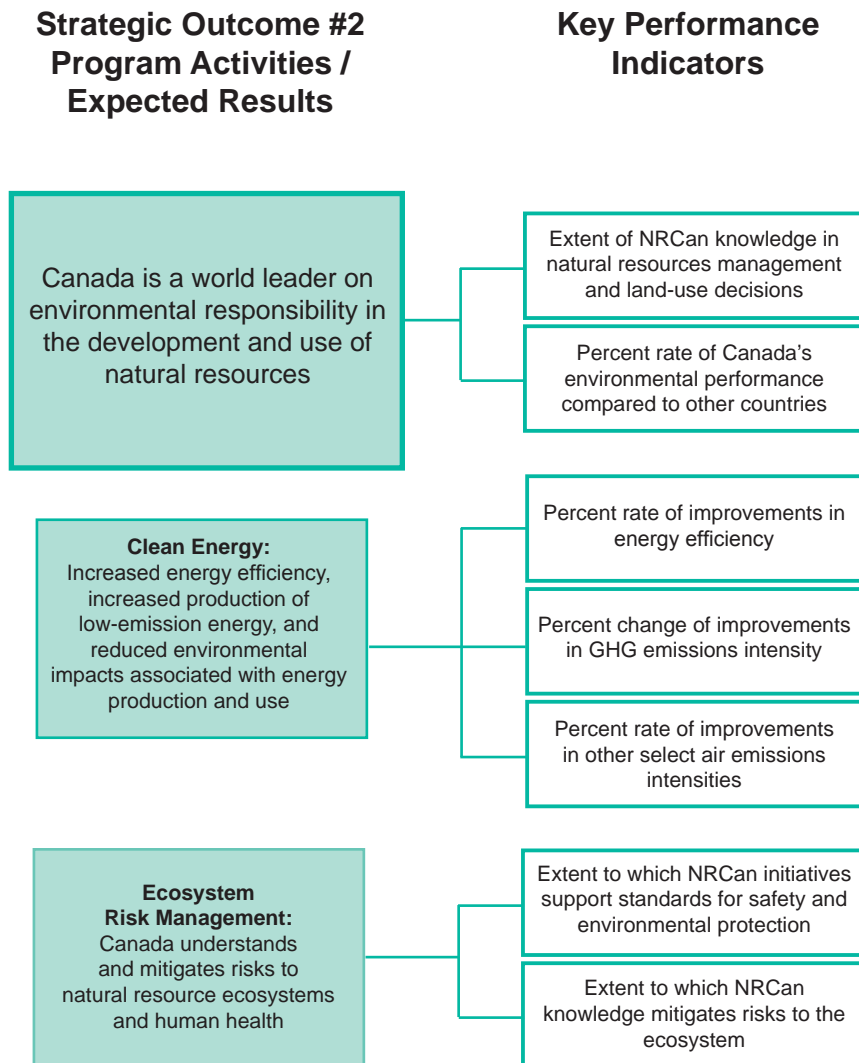 Strategic Outcome #2
Program Activities /
Expected Results
Key Performance
Indicators
Canada is a world leader on
environmental responsibility in
the development and use of
natural resources
Extent of NRCan knowledge in
natural resources management
and land-use decisions
Percent rate of Canada’s
environmental performance
compared to other countries
Clean Energy:
Increased energy efficiency,
increased production of
low-emission energy, and
reduced environmental
impacts associated with energy
production and use
Percent rate of improvements in
energy efficiency
Percent change of improvements
in GHG emissions intensity
Percent rate of improvements
in other select air emissions
intensities
Ecosystem
Risk Management:
Canada understands
and mitigates risks to
natural resource ecosystems
and human health
Extent to which NRCan initiatives
support standards for safety and
environmental protection
Extent to which NRCan
knowledge mitigates risks to the
ecosystem